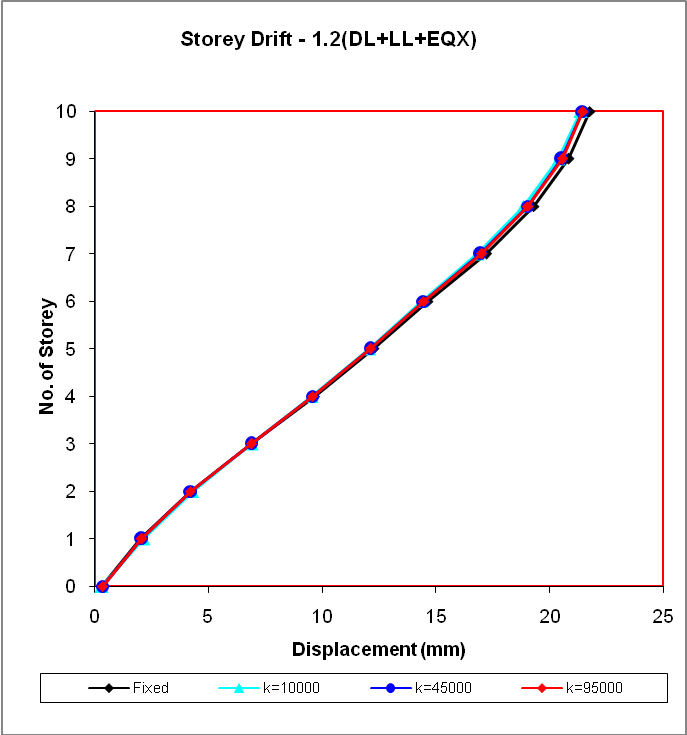 Storey Drift - 1.2(DL+LL+EQX)
10
9
8
7
6
5
4
3
2
1
0
No. of Storey
0 5 10 15 20 25
Displacement (mm)
Fixed k=10000 k=45000 k=95000